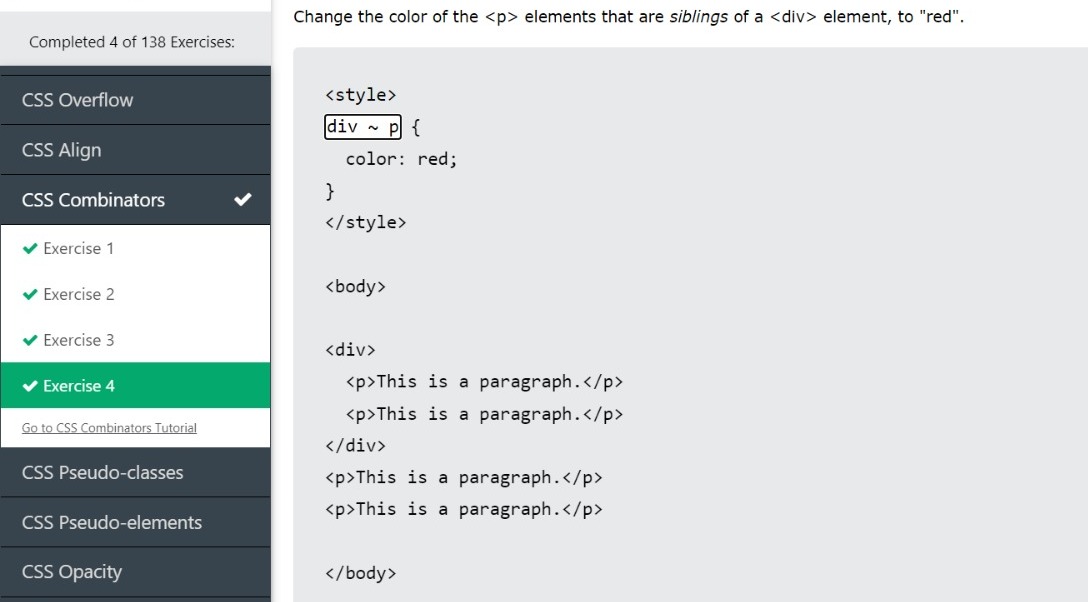 Completed 4 of 138 Exercises:
CSS Overflow
CSS Align
CSS Combinators
Exercise 1
Exercise 2
Exercise 3
Exercise 4
Go to CSS Combinators Tutorial
CSS Pseudo-classes
CSS Pseudo-elements
CSS Opacity
Change the color of the <p> elements that are siblings of a <div> element, to "red".
<style>
div ~ p {
  color: red;
}
</style>
<body>
<div>
  <p>This is a paragraph.</p>
  <p>This is a paragraph.</p>
</div>
<p>This is a paragraph.</p>
<p>This is a paragraph.</p>
</body>